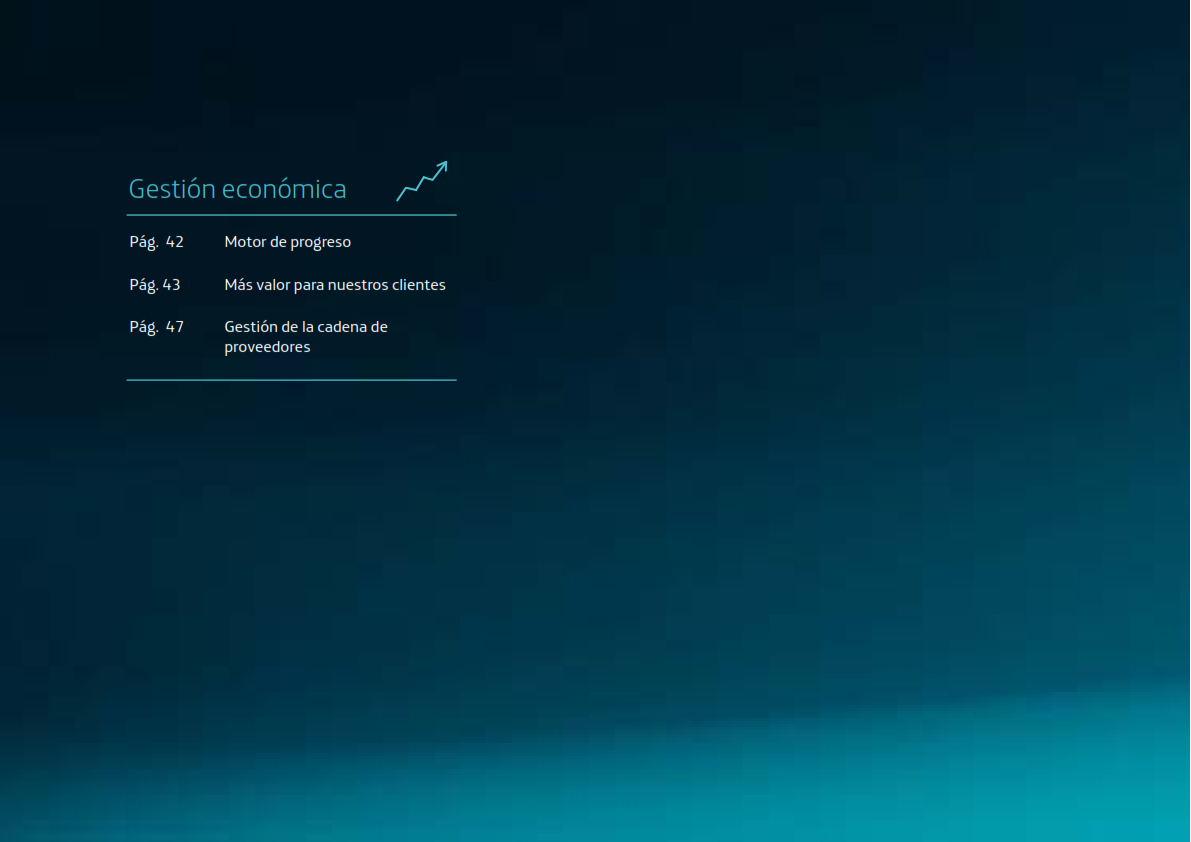 Gestión económica
Pág. 42 Motor de progreso
Pág. 43 Más valor para nuestros clientes
Pág. 47 Gestión de la cadena de
proveedores